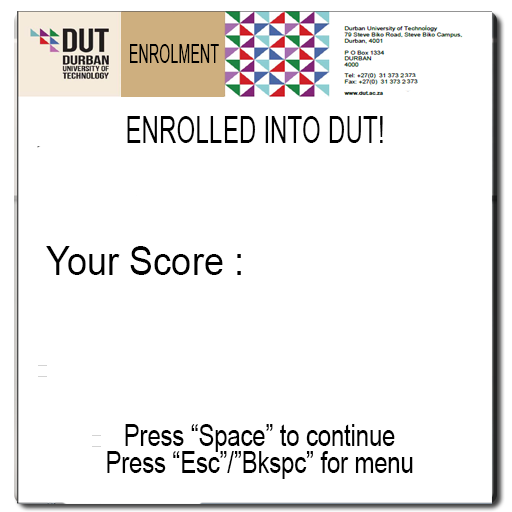 DUT
DURBAN
UNIVERSITY OF
TECHNOLOGY
ENROLMENT
Durban University of Technology
79 Steve Biko Road, Steve Biko Campus,
Durban, 4001
P O Box 1334
DURBAN
4000
Tel: +27(0) 31 373 2373
Fax: +27(0) 31 373 2373
www.dut.ac.za
ENROLLED INTO DUT!
Your Score :
Press “Space” to continue
Press “Esc”/”Bkspc” for menu